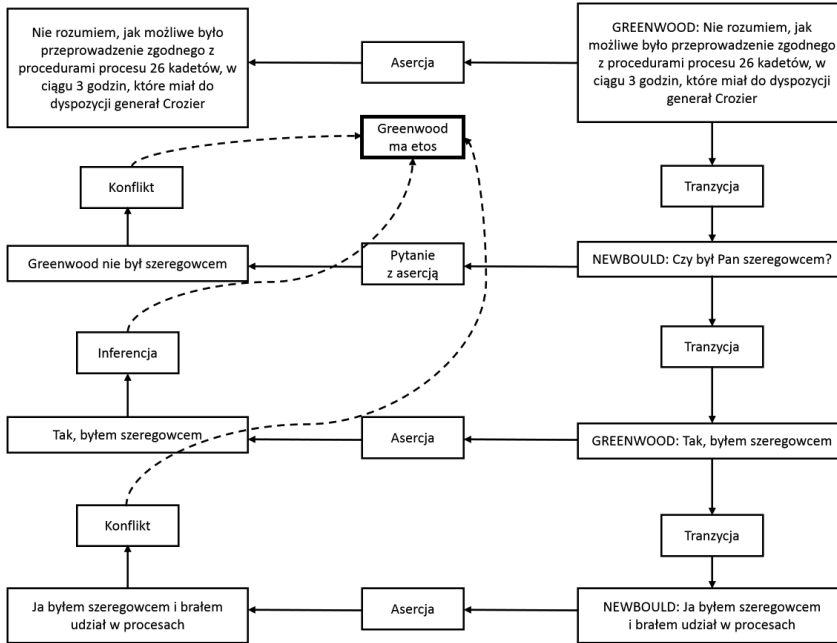 Nie rozumiem, jak możliwe było
przeprowadzenie zgodnego z
procedurami procesu 26 kadetów, w
ciągu 3 godzin, które miał do
dyspozycji generał Crozier
Asercja
GREENWOOD: Nie rozumiem, jak
możliwe było przeprowadzenie zgodnego
z procedurami procesu 26 kadetów, w
ciągu 3 godzin, które miał do
dyspozycji generał Crozier
Greenwood
ma etos
Konflikt
Tranzycja
Greenwood nie był szeregowcem
Pytanie
z asercją
NEWBOULD: Czy był Pan szeregowcem?
Inferencja
Tranzycja
Tak, byłem szeregowcem
Asercja
GREENWOOD: Tak, byłem szeregowcem
Konflikt
Tranzycja
Ja byłem szeregowcem i brałem
udział w procesach
Asercja
NEWBOULD: Ja byłem szeregowcem
i brałem udział w procesach